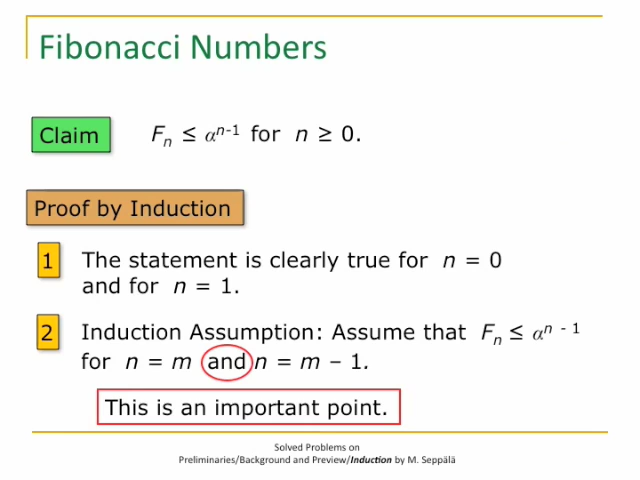 Fibonacci Numbers
Claim Fₙ ≤ αⁿ⁻¹ for n ≥ 0.
Proof by Induction
1 The statement is clearly true for n = 0
and for n = 1.
2 Induction Assumption: Assume that Fₙ ≤ αⁿ ⁻ ¹
for n = m and n = m – 1.
This is an important point.
Solved Problems on
Preliminaries/Background and Preview/Induction by M. Seppälä